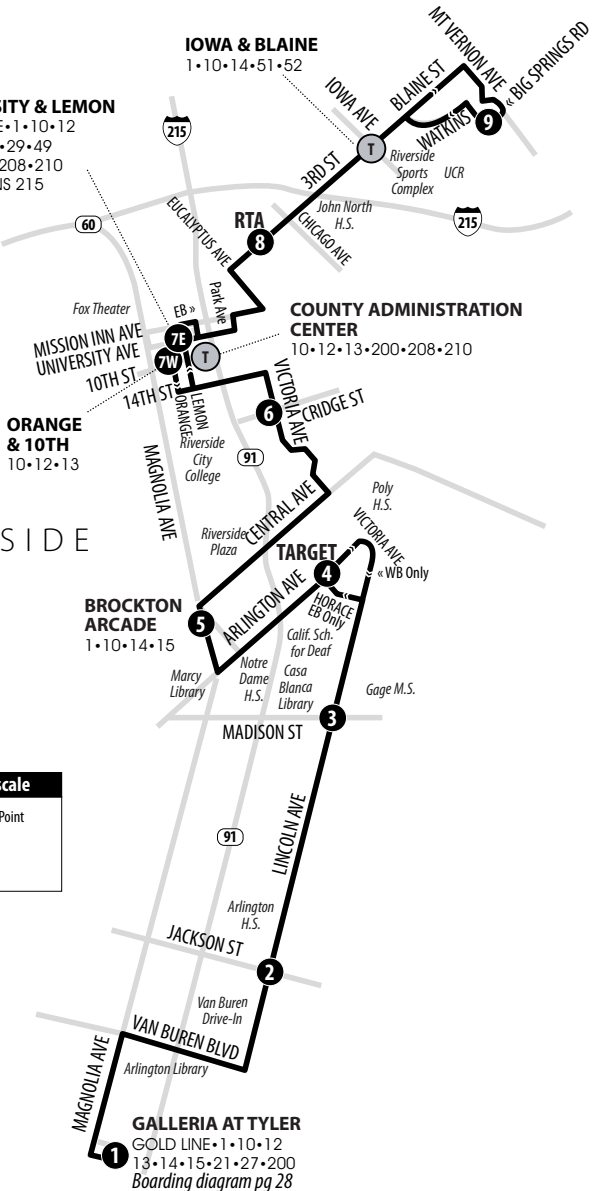 IOWA & BLAINE
1•10•14•51•52
MT VERNON AVE
« BIG SPRINGS RD
BLAINE ST
IOWA AVE
WATKINS
9
T
Riverside
Sports
Complex
UCR
3RD ST
SITY & LEMON
E•1•10•12
•29•49
208•210
NS 215
215
60
EUCALYPTUS AVE
RTA
8
John North
H.S.
CHICAGO AVE
215
Park Ave
EB »
Fox Theater
MISSION INN AVE
UNIVERSITY AVE
7E
7W
T
COUNTY ADMINISTRATION
CENTER
10•12•13•200•208•210
10TH ST
14TH ST
ORANGE
LEMON
VICTORIA AVE
6
CRIDGE ST
ORANGE
& 10TH
10•12•13
Riverside
City
College
91
MAGNOLIA AVE
CENTRAL AVE
Poly
H.S.
Riverside
Plaza
SIDE
VICTORIA AVE
TARGET
4
« WB Only
ARLINGTON AVE
HORACE
EB Only
BROCKTON
ARCADE
1•10•14•15
5
Calif. Sch.
for Deaf
Marcy
Library
Notre
Dame
H.S.
Casa
Blanca
Library
Gage M.S.
3
MADISON ST
scale
Point
91
LINCOLN AVE
Arlington
H.S.
JACKSON ST
2
Van Buren
Drive-In
VAN BUREN BLVD
MAGNOLIA AVE
Arlington Library
1
GALLERIA AT TYLER
GOLD LINE•1•10•12
13•14•15•21•27•200
Boarding diagram pg 28